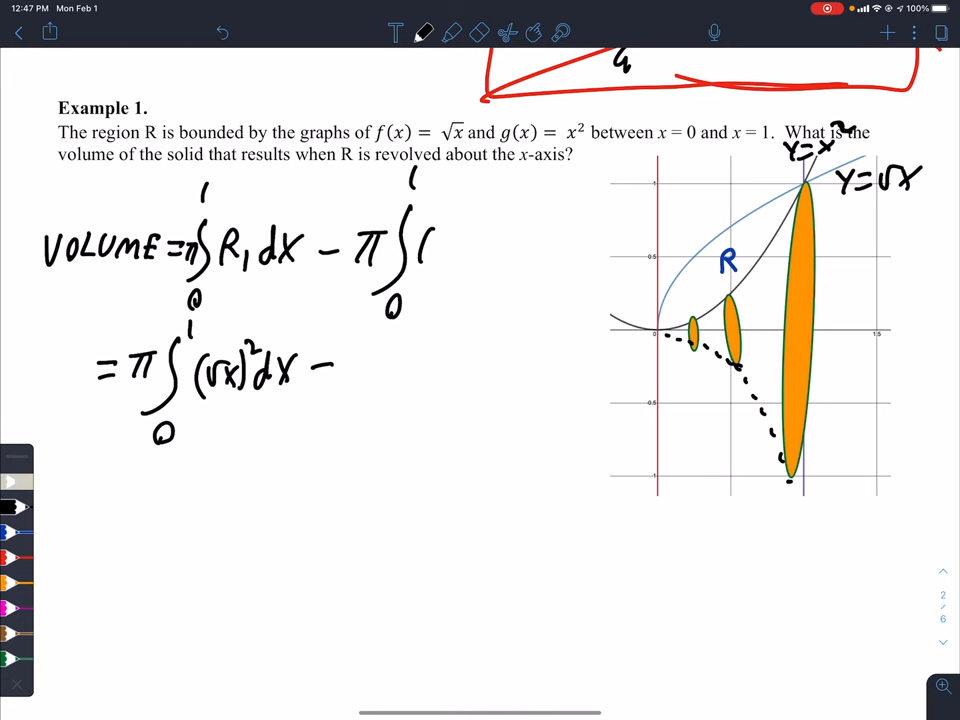 12:47 PM Mon Feb 1
100%
Example 1.
The region R is bounded by the graphs of f(x) = √x and g(x) = x² between x = 0 and x = 1. What is the
volume of the solid that results when R is revolved about the x-axis?
y=x²
y=√x
VOLUME = π∫₀¹ R₁ dx − π∫₀¹ (
= π∫₀¹ (√x)² dx −
R
1
0.5
0
1.5
-0.5
-1
2
/
6